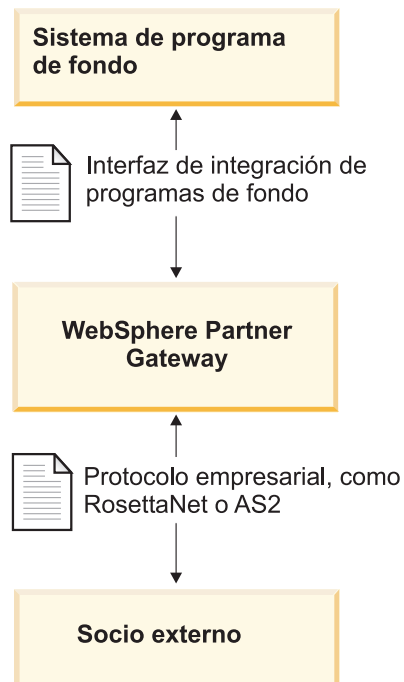 Sistema de programa
de fondo
Interfaz de integración de
programas de fondo
WebSphere Partner
Gateway
Protocolo empresarial, como
RosettaNet o AS2
Socio externo